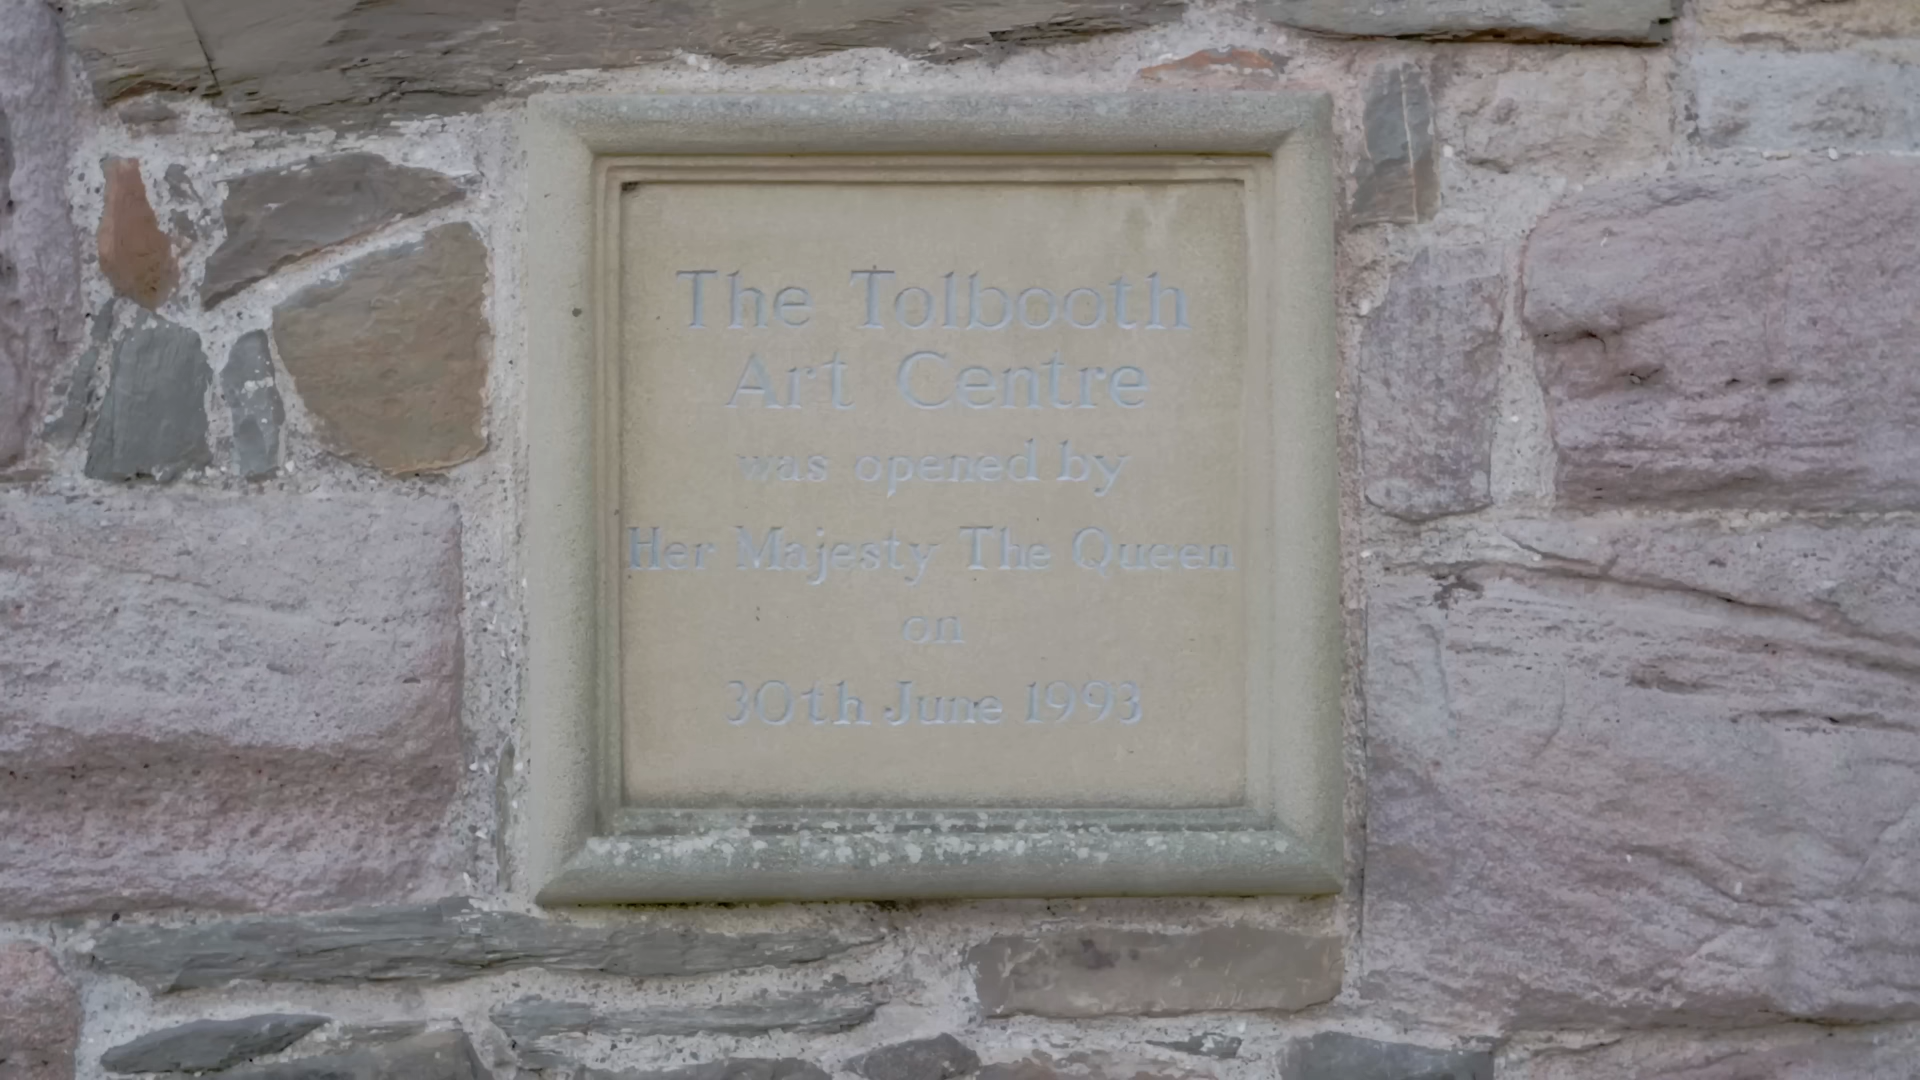 The Tolbooth
Art Centre
was opened by
Her Majesty The Queen
on
30th June 1993